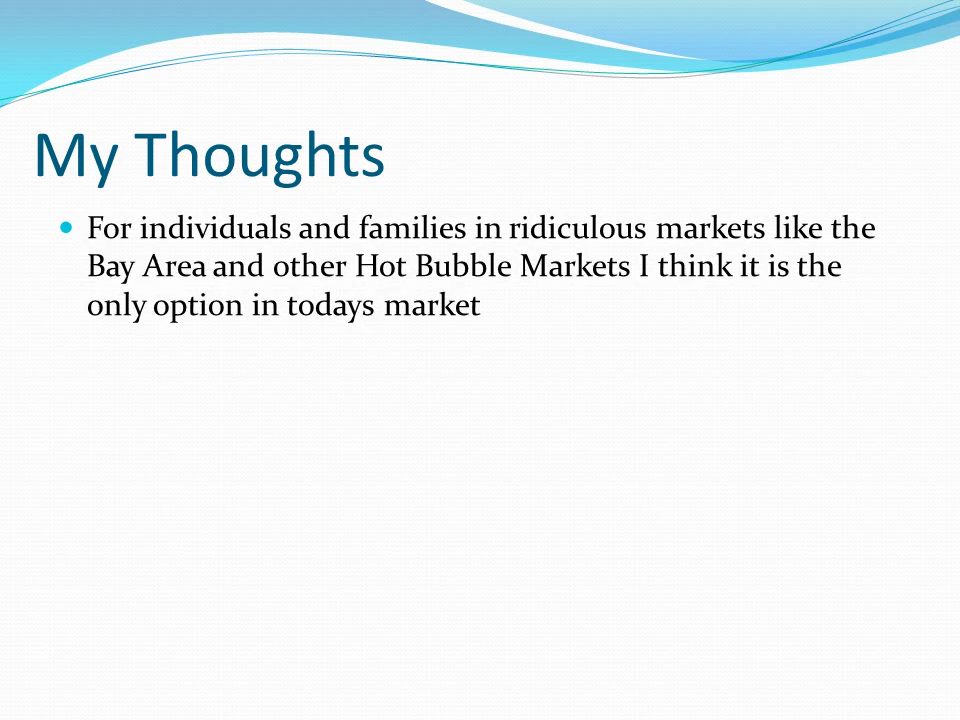 My Thoughts
For individuals and families in ridiculous markets like the
Bay Area and other Hot Bubble Markets I think it is the
only option in todays market